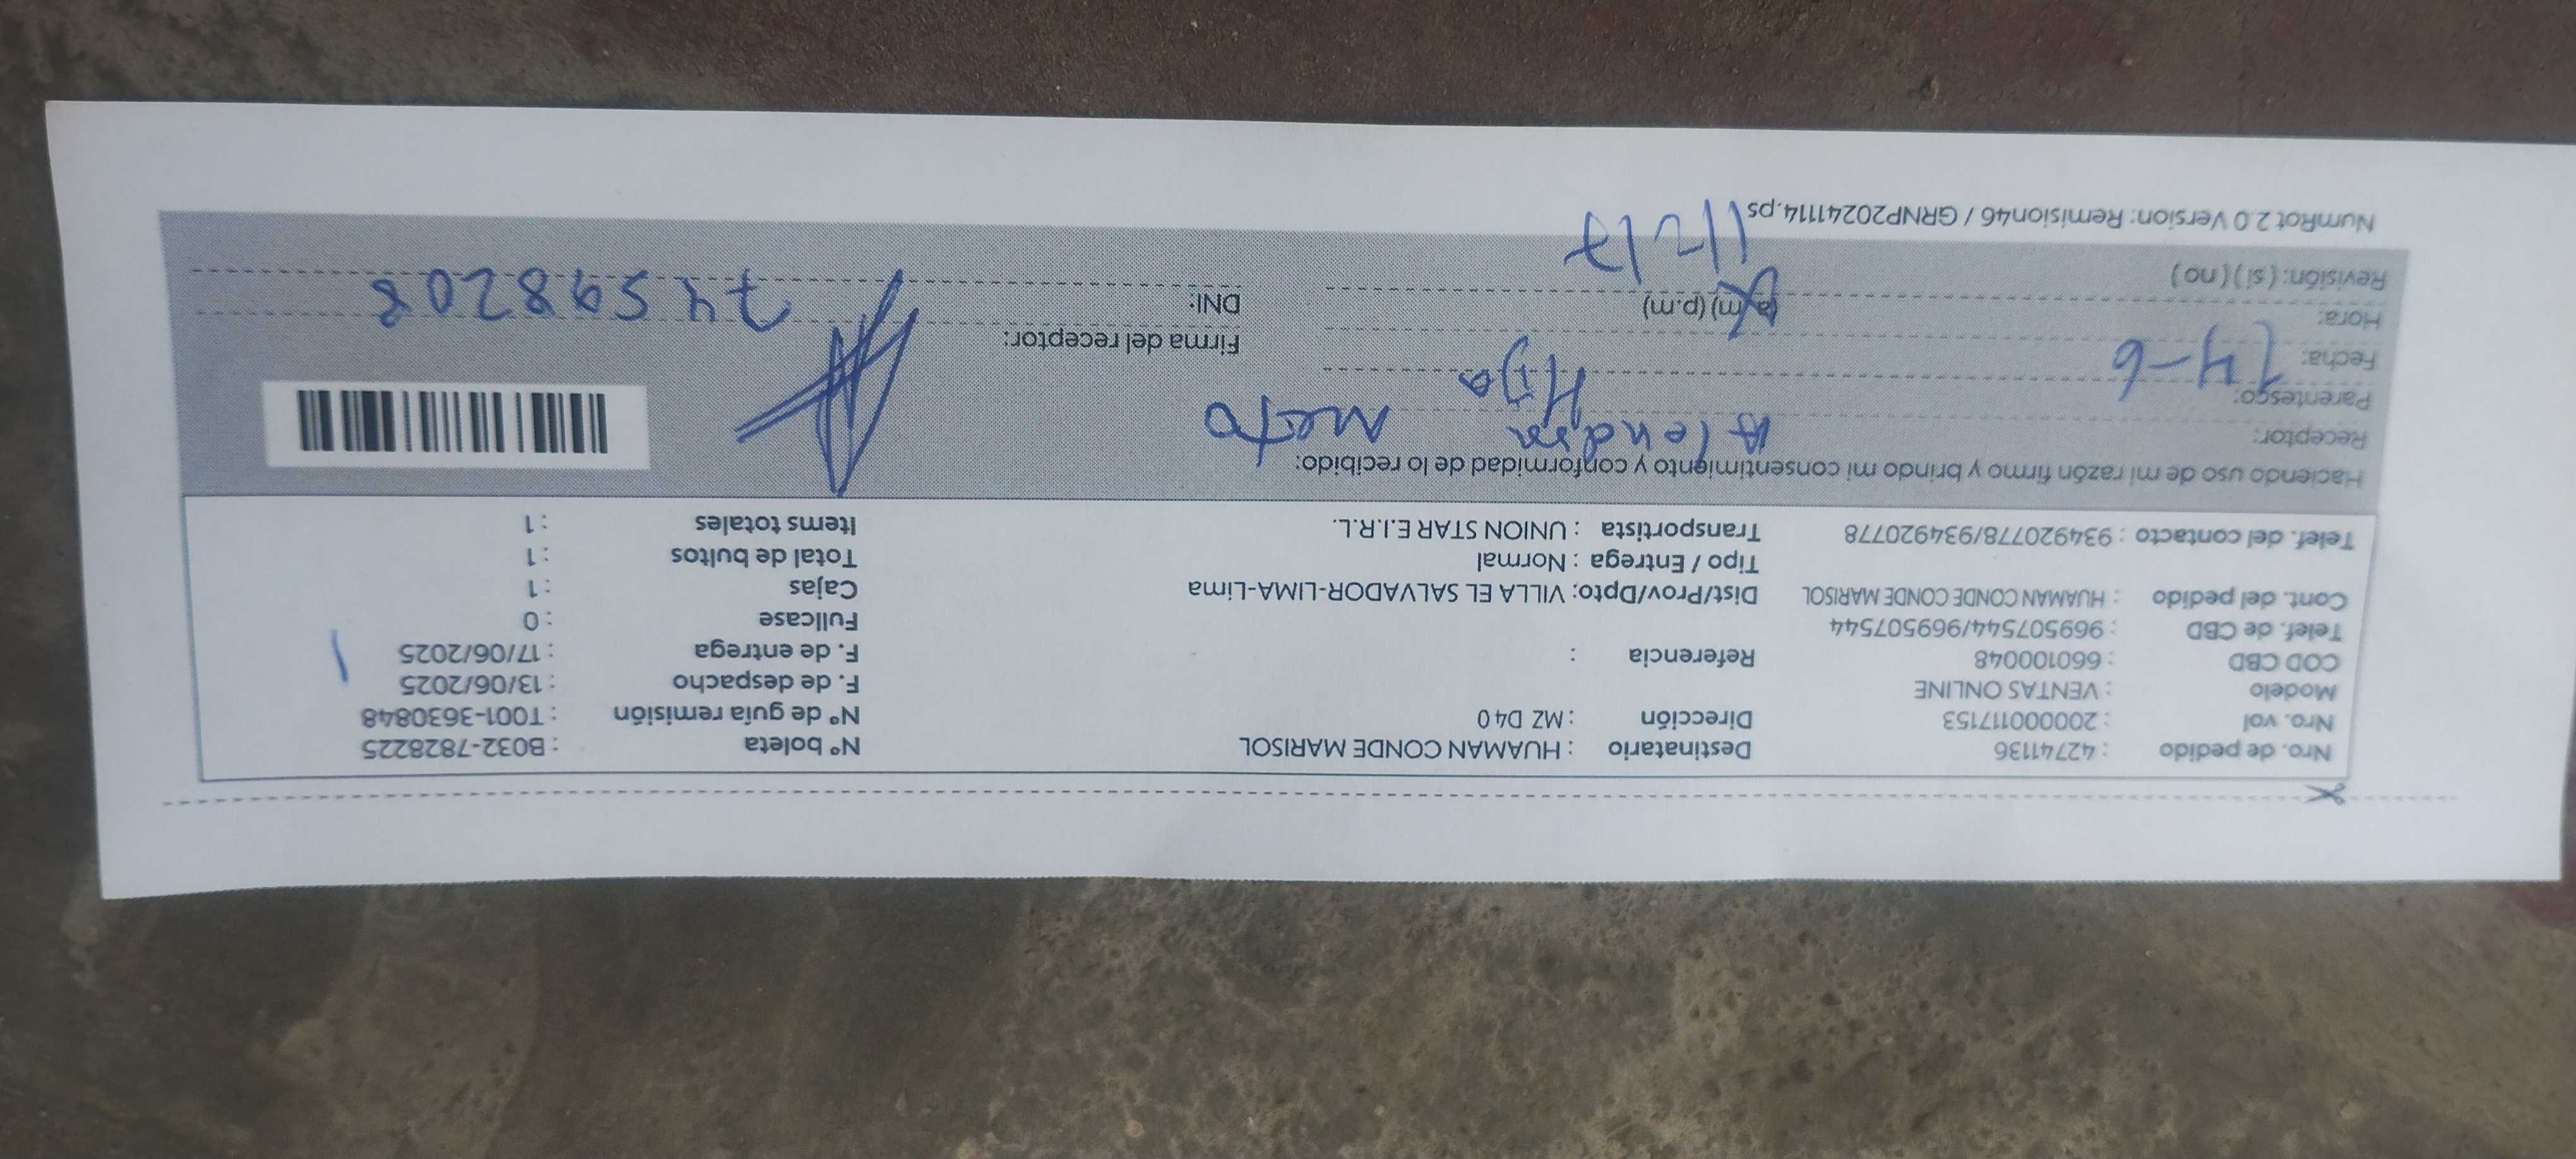 Nro. de pedido : 42741136 Destinatario : HUAMAN CONDE MARISOL Nº boleta : B032-7828225
Nro. vol : 20000117153 Dirección : MZ D4 0 Nº de guía remisión : T001-3630848
Modelo : VENTAS ONLINE F. de despacho : 13/06/2025
COD CBD : 660100048 Referencia : F. de entrega : 17/06/2025
Telef. de CBD : 969507544/969507544 Fullcase : 0
Cont. del pedido : HUAMAN CONDE CONDE MARISOL Dist/Prov/Dpto: VILLA EL SALVADOR-LIMA-Lima Cajas : 1
Tipo / Entrega : Normal Total de bultos : 1
Telef. del contacto : 934920778/934920778 Transportista : UNION STAR E.I.R.L. Items totales : 1
Haciendo uso de mi razón firmo y brindo mi consentimiento y conformidad de lo recibido:
Receptor:
Parentesco: Hijo
Fecha: 14-6 Firma del receptor:
Hora: (a.m) (p.m) DNI: 74598208
Revisión: ( si ) ( no )
NumRot 2.0 Version: Remision46 / GRNP20241114.ps